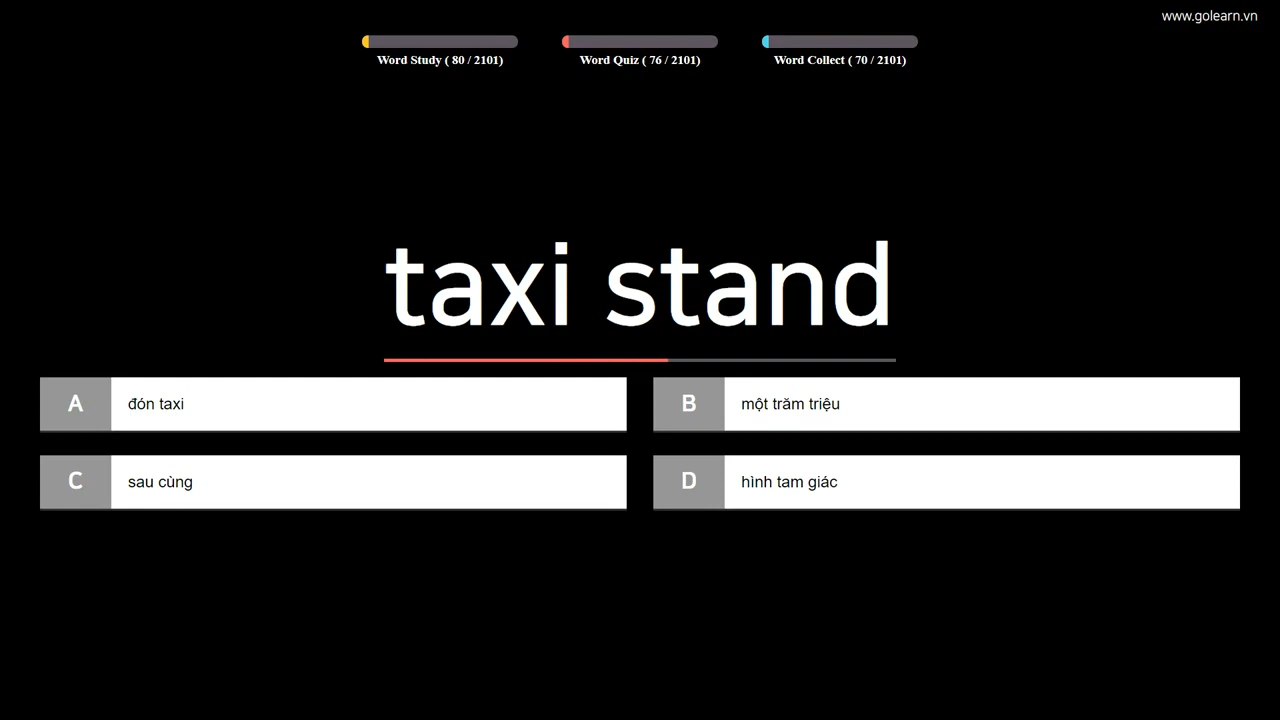 www.golearn.vn
Word Study ( 80 / 2101)
Word Quiz ( 76 / 2101)
Word Collect ( 70 / 2101)
taxi stand
A đón taxi
B một trăm triệu
C sau cùng
D hình tam giác